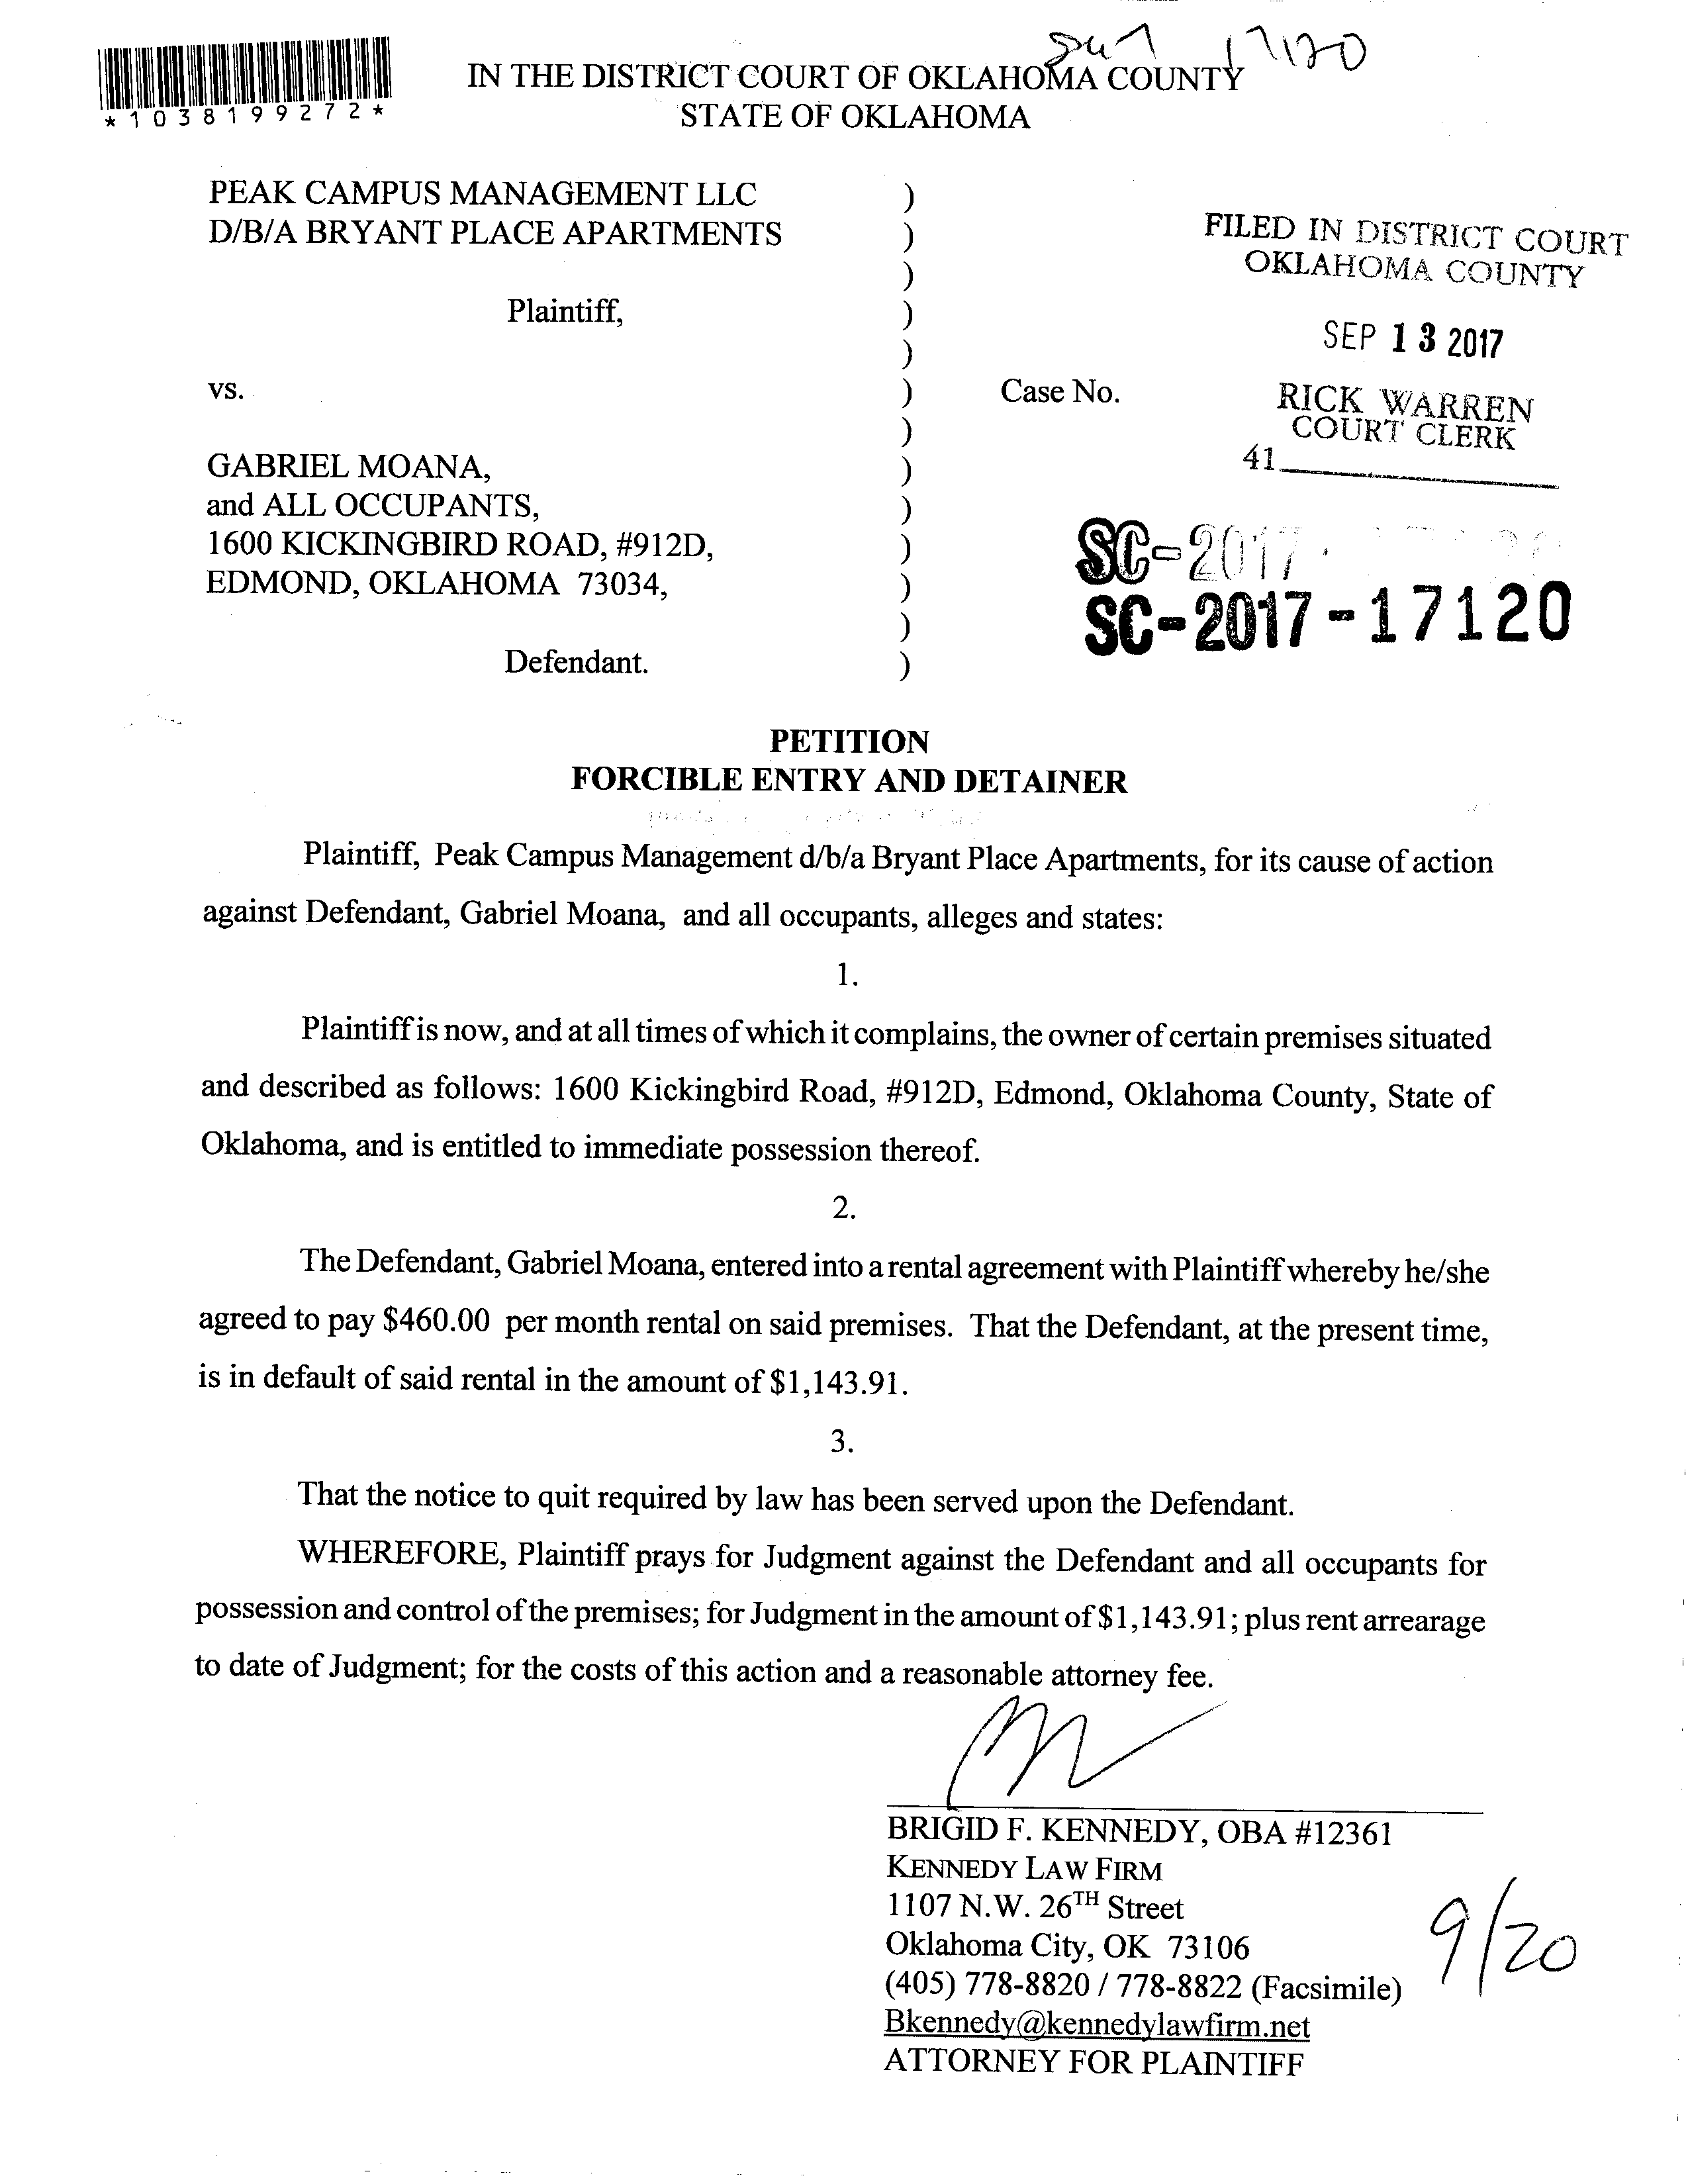 *1038199272*
17120
IN THE DISTRICT COURT OF OKLAHOMA COUNTY
STATE OF OKLAHOMA
PEAK CAMPUS MANAGEMENT LLC )
D/B/A BRYANT PLACE APARTMENTS )
)
Plaintiff, )
)
vs. ) Case No.
)
GABRIEL MOANA, )
and ALL OCCUPANTS, )
1600 KICKINGBIRD ROAD, #912D, )
EDMOND, OKLAHOMA 73034, )
)
Defendant. )
FILED IN DISTRICT COURT
OKLAHOMA COUNTY
SEP 13 2017
RICK WARREN
COURT CLERK
41
SC-2017-
SC-2017-17120
PETITION
FORCIBLE ENTRY AND DETAINER
Plaintiff, Peak Campus Management d/b/a Bryant Place Apartments, for its cause of action
against Defendant, Gabriel Moana, and all occupants, alleges and states:
1.
Plaintiff is now, and at all times of which it complains, the owner of certain premises situated
and described as follows: 1600 Kickingbird Road, #912D, Edmond, Oklahoma County, State of
Oklahoma, and is entitled to immediate possession thereof.
2.
The Defendant, Gabriel Moana, entered into a rental agreement with Plaintiff whereby he/she
agreed to pay $460.00 per month rental on said premises. That the Defendant, at the present time,
is in default of said rental in the amount of $1,143.91.
3.
That the notice to quit required by law has been served upon the Defendant.
WHEREFORE, Plaintiff prays for Judgment against the Defendant and all occupants for
possession and control of the premises; for Judgment in the amount of $1,143.91; plus rent arrearage
to date of Judgment; for the costs of this action and a reasonable attorney fee.
BRIGID F. KENNEDY, OBA #12361
KENNEDY LAW FIRM
1107 N.W. 26TH Street
Oklahoma City, OK 73106
(405) 778-8820 / 778-8822 (Facsimile)
Bkennedy@kennedylawfirm.net
ATTORNEY FOR PLAINTIFF
9/20